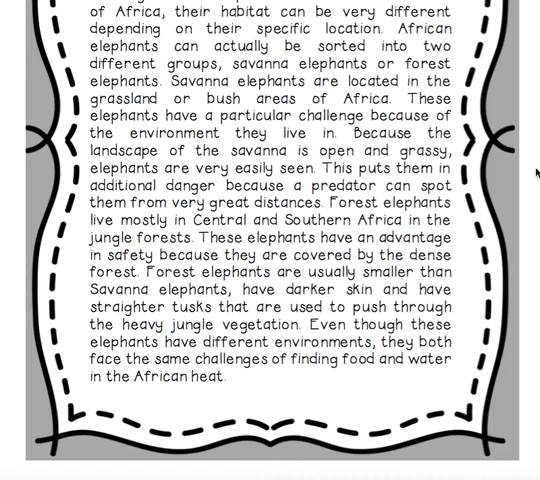 of Africa, their habitat can be very different
depending on their specific location. African
elephants can actually be sorted into two
different groups, savanna elephants or forest
elephants. Savanna elephants are located in the
grassland or bush areas of Africa. These
elephants have a particular challenge because of
the environment they live in. Because the
landscape of the savanna is open and grassy,
elephants are very easily seen. This puts them in
additional danger because a predator can spot
them from very great distances. Forest elephants
live mostly in Central and Southern Africa in the
jungle forests. These elephants have an advantage
in safety because they are covered by the dense
forest. Forest elephants are usually smaller than
Savanna elephants, have darker skin and have
straighter tusks that are used to push through
the heavy jungle vegetation. Even though these
elephants have different environments, they both
face the same challenges of finding food and water
in the African heat.